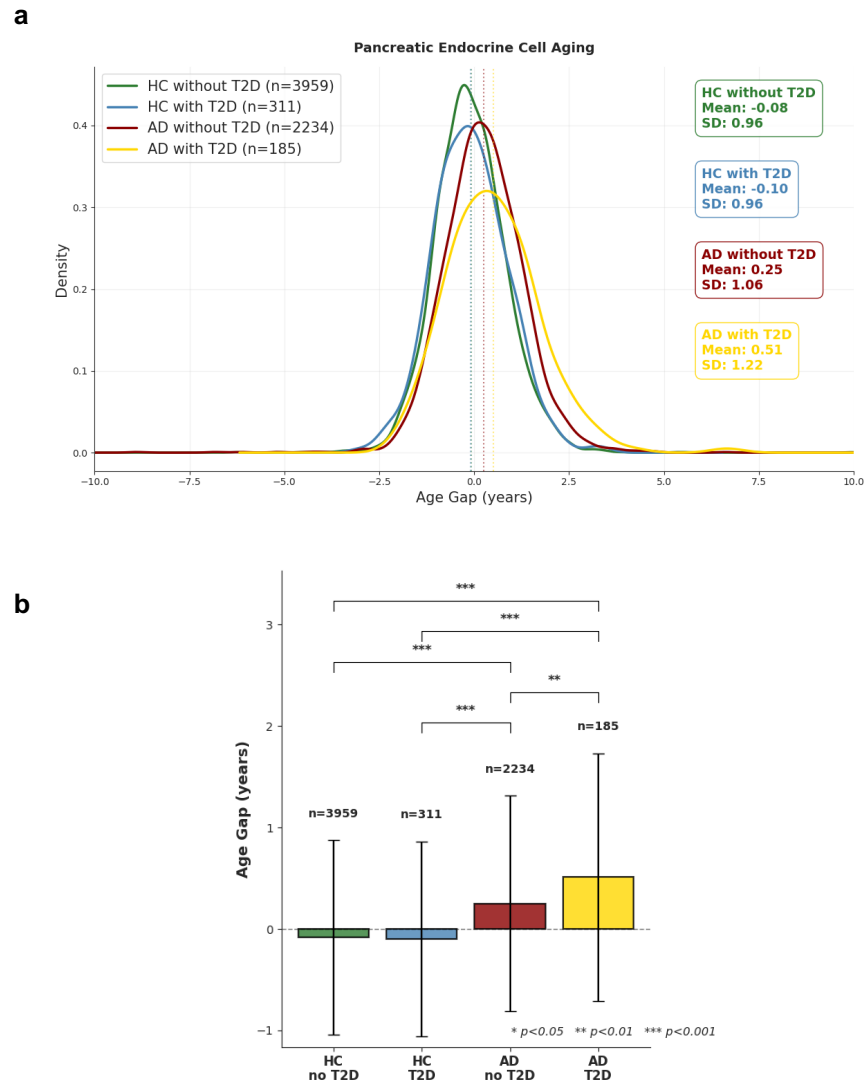 a
Pancreatic Endocrine Cell Aging
HC without T2D (n=3959)
HC with T2D (n=311)
AD without T2D (n=2234)
AD with T2D (n=185)
HC without T2D
Mean: -0.08
SD: 0.96
HC with T2D
Mean: -0.10
SD: 0.96
AD without T2D
Mean: 0.25
SD: 1.06
AD with T2D
Mean: 0.51
SD: 1.22
Density
0.4
0.3
0.2
0.1
0.0
−10.0 −7.5 −5.0 −2.5 0.0 2.5 5.0 7.5 10.0
Age Gap (years)
b
Age Gap (years)
3
2
1
0
−1
***
***
***
**
***
n=185
n=2234
n=3959
n=311
* p<0.05 ** p<0.01 *** p<0.001
HC
no T2D
HC
T2D
AD
no T2D
AD
T2D